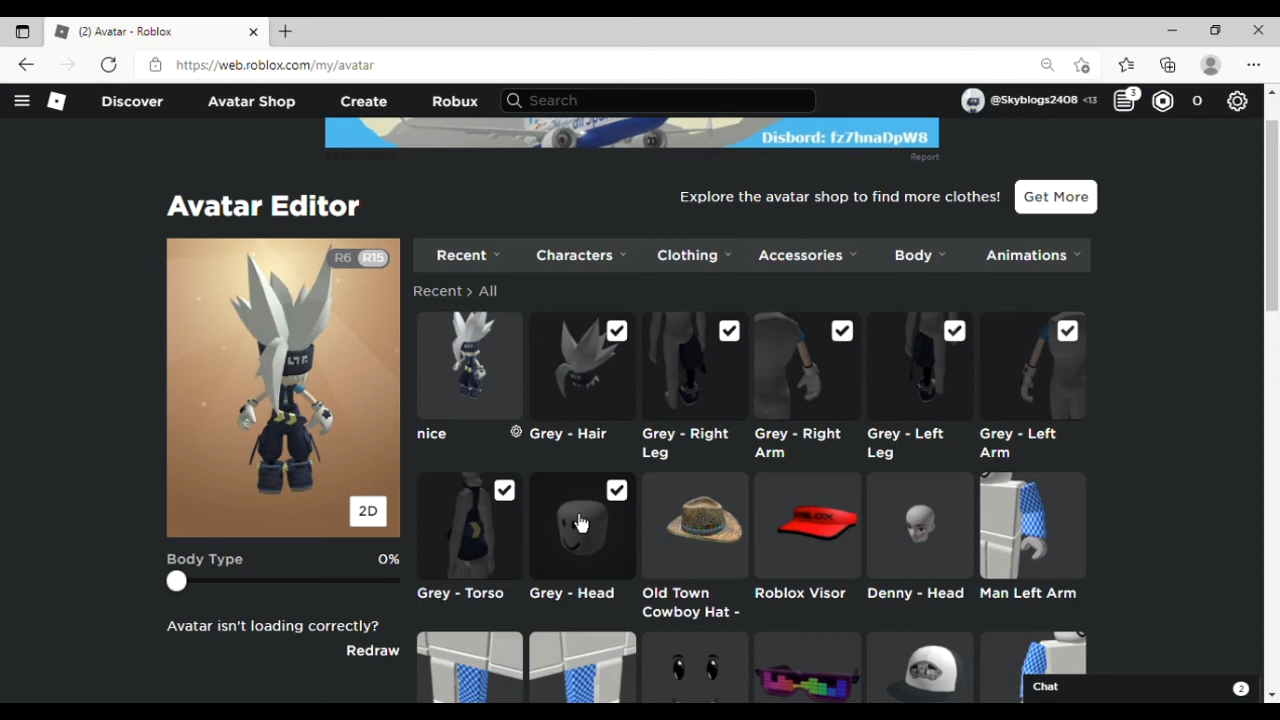 (2) Avatar - Roblox
https://web.roblox.com/my/avatar
Discover
Avatar Shop
Create
Robux
Search
@Skyblogs2408 <13
3
0
Disbord: fz7hnaDpW8
Report
Avatar Editor
Explore the avatar shop to find more clothes!
Get More
R6
R15
2D
Body Type
0%
Avatar isn't loading correctly?
Redraw
Recent
Characters
Clothing
Accessories
Body
Animations
Recent > All
nice
Grey - Hair
Grey - Right
Leg
Grey - Right
Arm
Grey - Left
Leg
Grey - Left
Arm
Grey - Torso
Grey - Head
Old Town
Cowboy Hat -
ROBLOX
Roblox Visor
Denny - Head
Man Left Arm
Chat
2